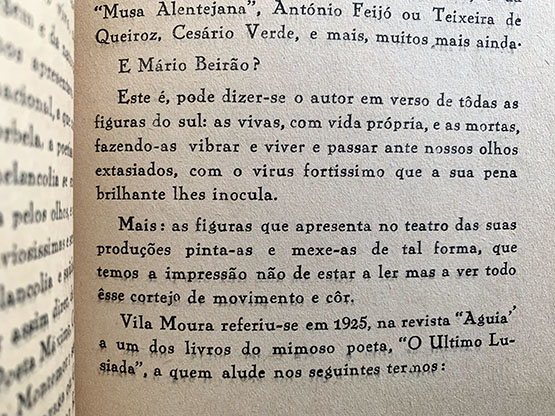 "Musa Alentejana", António Feijó ou Teixeira de
Queiroz, Cesário Verde, e mais, muitos mais ainda.
E Mário Beirão?
Este é, pode dizer-se o autor em verso de tôdas as
figuras do sul: as vivas, com vida própria, e as mortas,
fazendo-as vibrar e viver e passar ante nossos olhos
extasiados, com o virus fortissimo que a sua pena
brilhante lhes inocula.
Mais: as figuras que apresenta no teatro das suas
produções pinta-as e mexe-as de tal forma, que
temos a impressão não de estar a ler mas a ver todo
êsse cortejo de movimento e côr.
Vila Moura referiu-se em 1925, na revista "Aguia"
a um dos livros do mimoso poeta, "O Ultimo Lu-
siada", a quem alude nos seguintes termos: